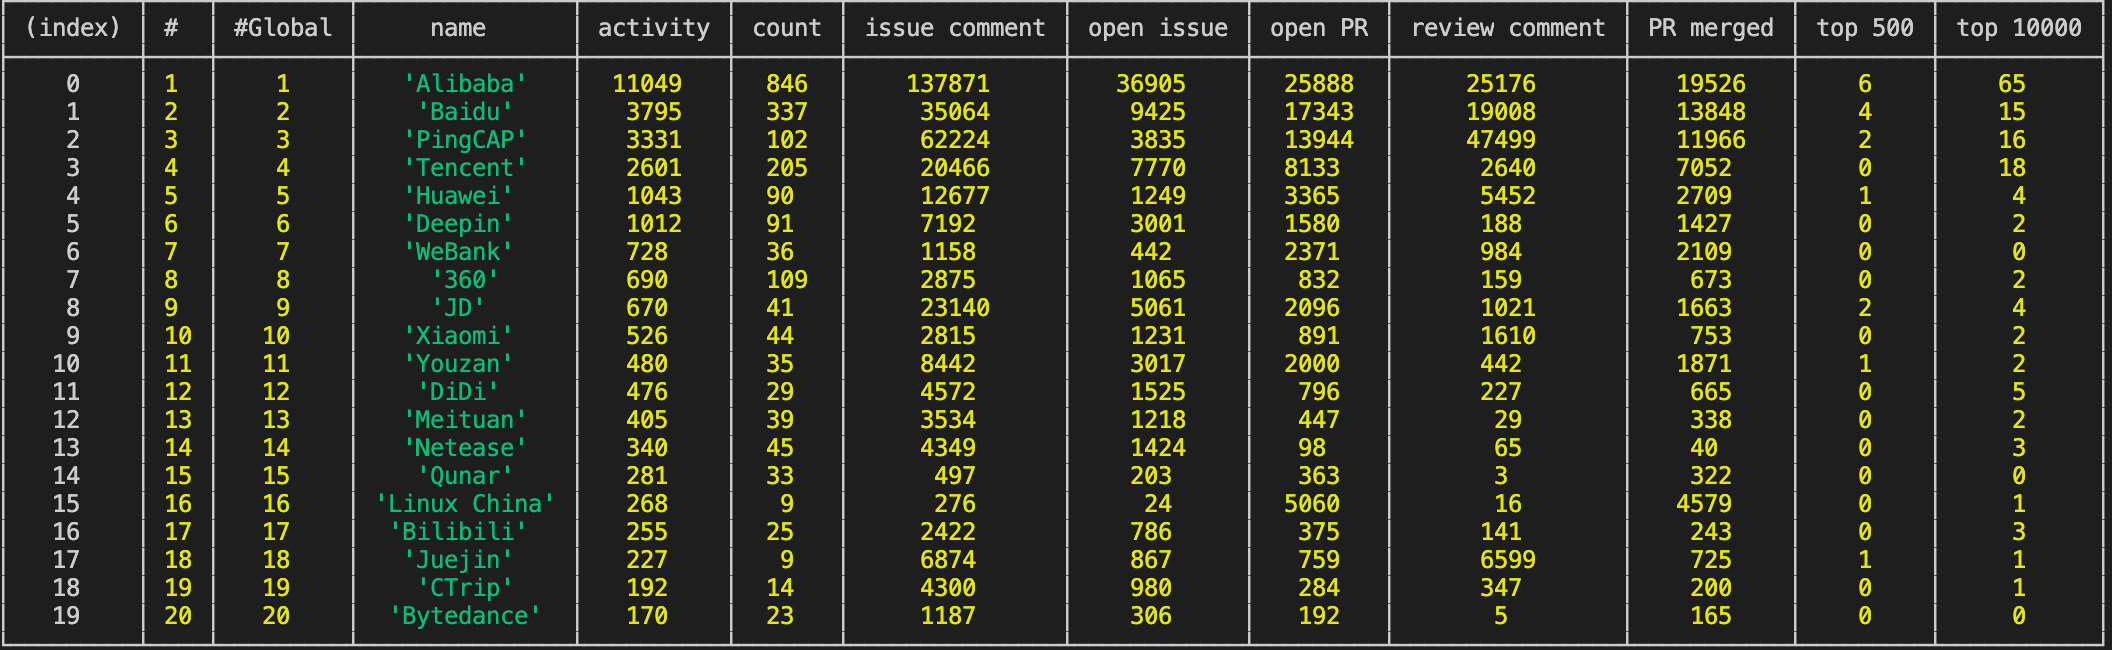 (index) # #Global name activity count issue comment open issue open PR review comment PR merged top 500 top 10000
0 1 1 'Alibaba' 11049 846 137871 36905 25888 25176 19526 6 65
1 2 2 'Baidu' 3795 337 35064 9425 17343 19008 13848 4 15
2 3 3 'PingCAP' 3331 102 62224 3835 13944 47499 11966 2 16
3 4 4 'Tencent' 2601 205 20466 7770 8133 2640 7052 0 18
4 5 5 'Huawei' 1043 90 12677 1249 3365 5452 2709 1 4
5 6 6 'Deepin' 1012 91 7192 3001 1580 188 1427 0 2
6 7 7 'WeBank' 728 36 1158 442 2371 984 2109 0 0
7 8 8 '360' 690 109 2875 1065 832 159 673 0 2
8 9 9 'JD' 670 41 23140 5061 2096 1021 1663 2 4
9 10 10 'Xiaomi' 526 44 2815 1231 891 1610 753 0 2
10 11 11 'Youzan' 480 35 8442 3017 2000 442 1871 1 2
11 12 12 'DiDi' 476 29 4572 1525 796 227 665 0 5
12 13 13 'Meituan' 405 39 3534 1218 447 29 338 0 2
13 14 14 'Netease' 340 45 4349 1424 98 65 40 0 3
14 15 15 'Qunar' 281 33 497 203 363 3 322 0 0
15 16 16 'Linux China' 268 9 276 24 5060 16 4579 0 1
16 17 17 'Bilibili' 255 25 2422 786 375 141 243 0 3
17 18 18 'Juejin' 227 9 6874 867 759 6599 725 1 1
18 19 19 'CTrip' 192 14 4300 980 284 347 200 0 1
19 20 20 'Bytedance' 170 23 1187 306 192 5 165 0 0